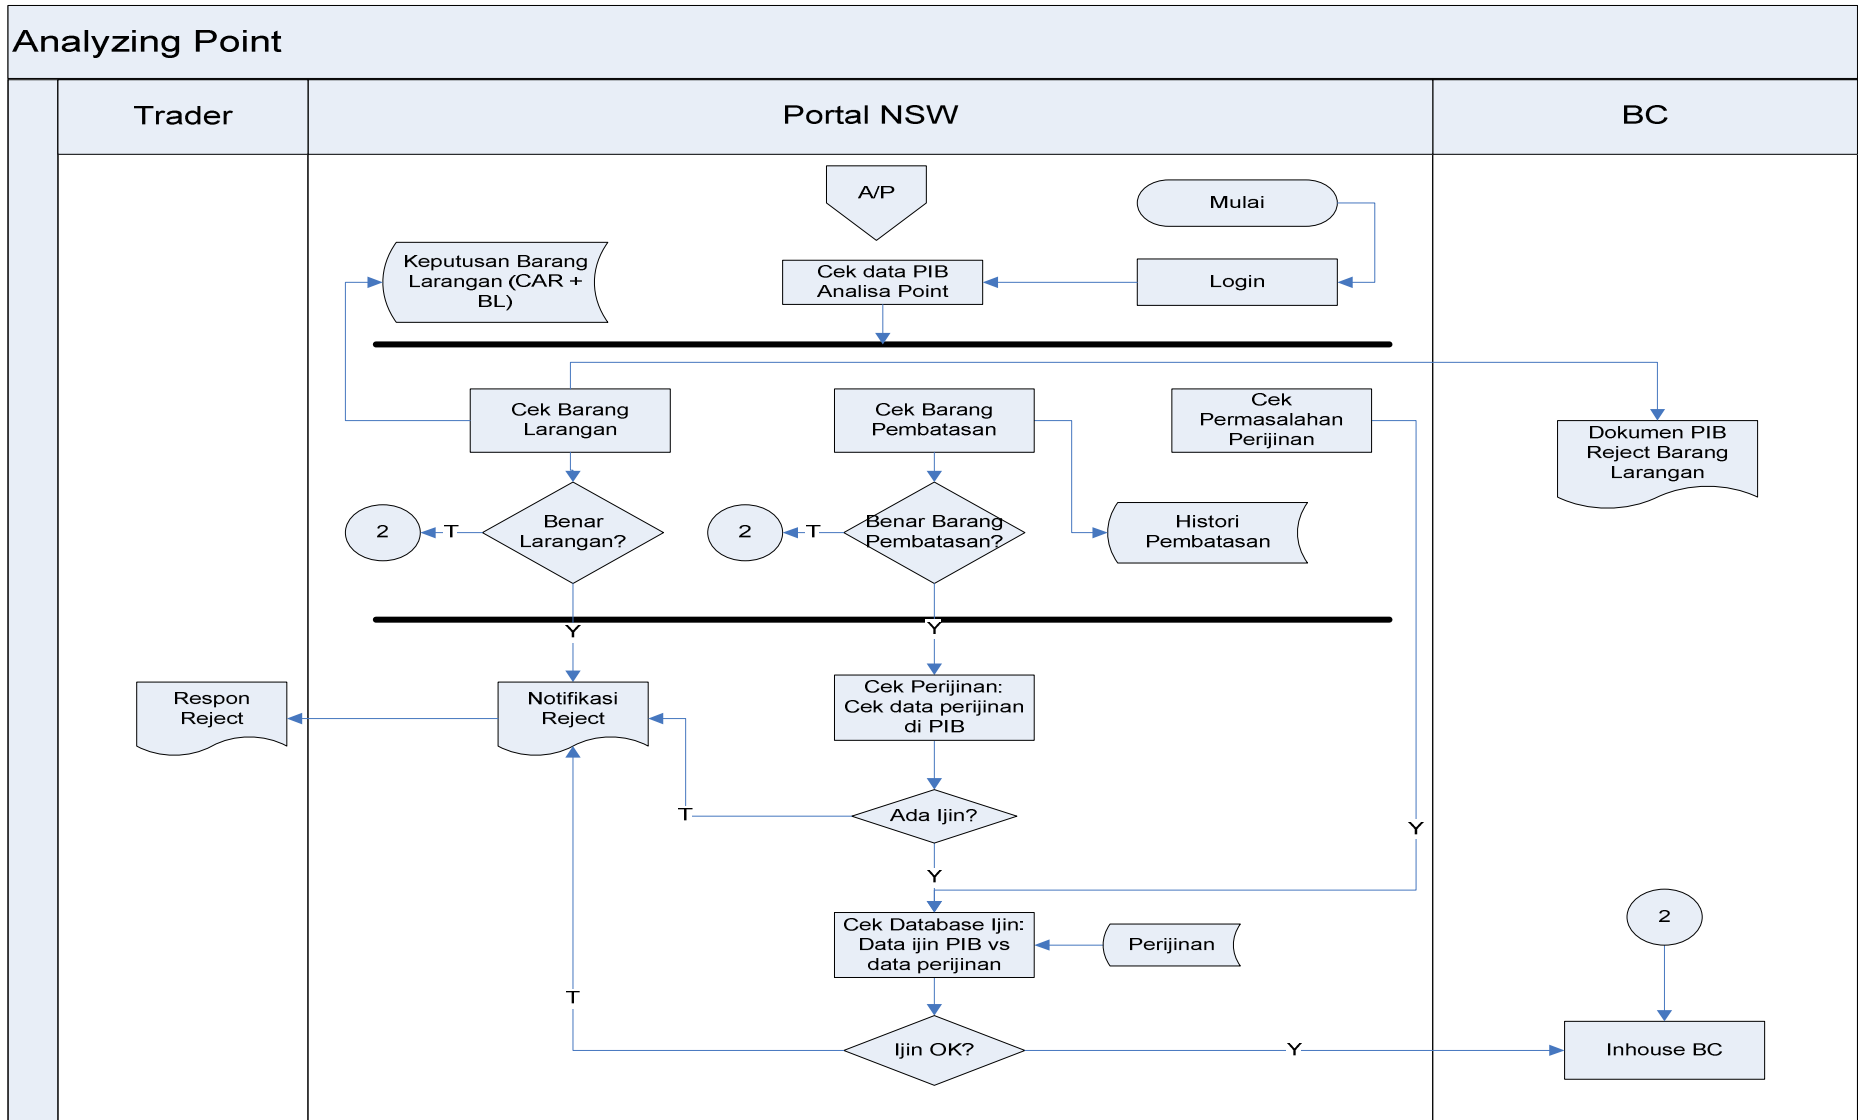 Analyzing Point
Trader
Portal NSW
BC
A/P
Mulai
Keputusan Barang
Larangan (CAR +
BL)
Cek data PIB
Analisa Point
Login
Cek Barang
Larangan
Cek Barang
Pembatasan
Cek
Permasalahan
Perijinan
Dokumen PIB
Reject Barang
Larangan
2
T
Benar
Larangan?
2
T
Benar Barang
Pembatasan?
Histori
Pembatasan
Y
Y
Respon
Reject
Notifikasi
Reject
Cek Perijinan:
Cek data perijinan
di PIB
T
Ada Ijin?
Y
Y
Cek Database Ijin:
Data ijin PIB vs
data perijinan
Perijinan
2
T
Ijin OK?
Y
Inhouse BC